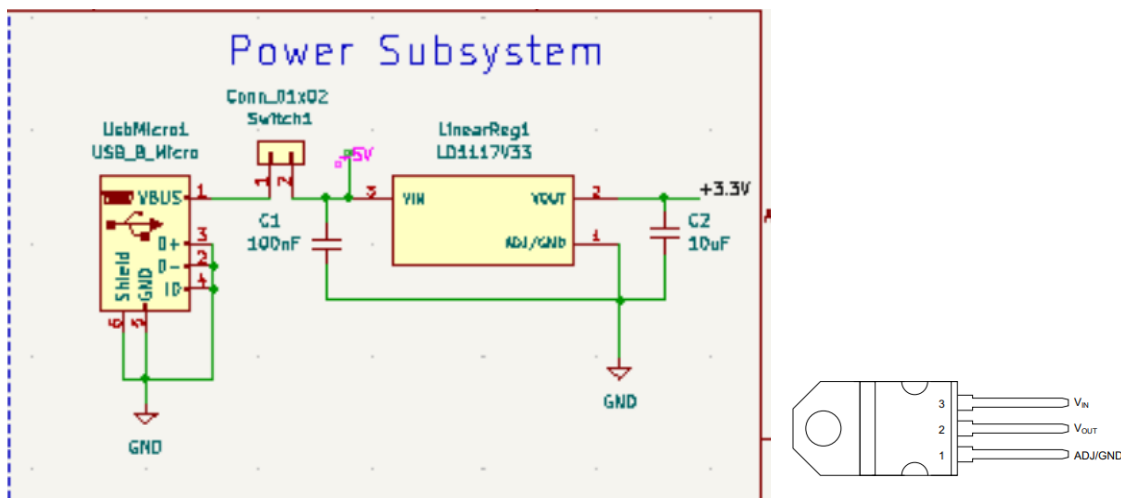 Power Subsystem
Conn_01x02
Switch1
UsbMicro1
USB_B_Micro
LinearReg1
LD1117V33
+5V
VBUS 1
1 2
3 VIN
VOUT 2
+3.3V
D+ 3
D- 2
ID 4
Shield
GND
6 5
C1
100nF
ADJ/GND 1
C2
10uF
GND
GND
3 VIN
2 VOUT
1 ADJ/GND